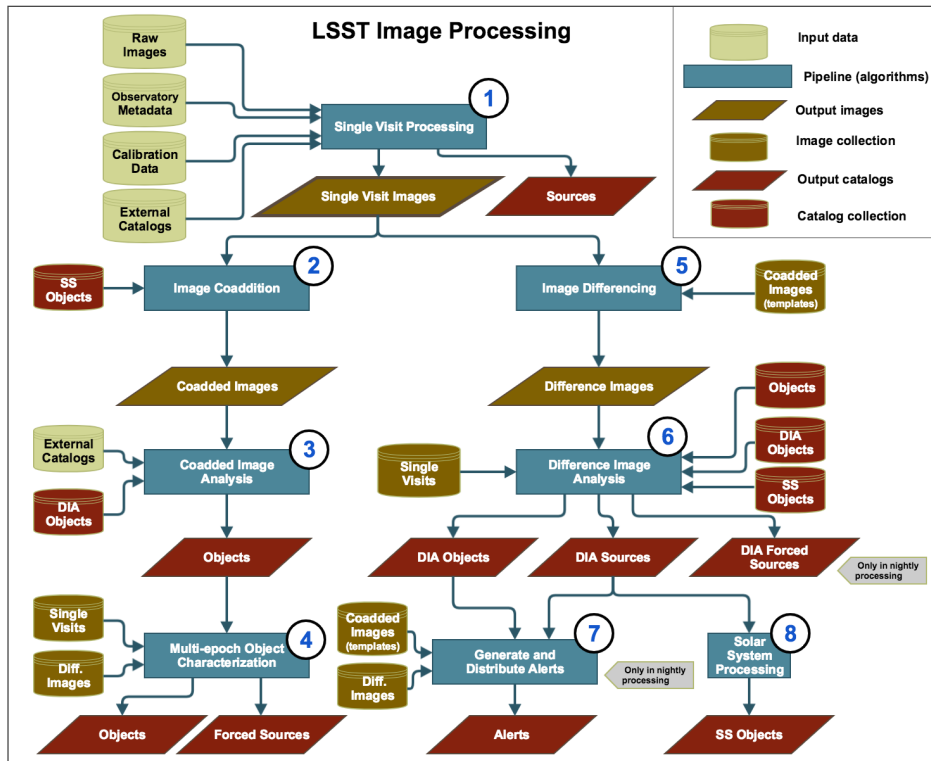 LSST Image Processing
Raw
Images
Observatory
Metadata
Calibration
Data
External
Catalogs
1
Single Visit Processing
Single Visit Images
Sources
Input data
Pipeline (algorithms)
Output images
Image collection
Output catalogs
Catalog collection
SS
Objects
2
Image Coaddition
5
Image Differencing
Coadded
Images
(templates)
Coadded Images
Difference Images
Objects
DIA
Objects
SS
Objects
External
Catalogs
DIA
Objects
3
Coadded Image
Analysis
Single
Visits
6
Difference Image
Analysis
Objects
DIA Objects
DIA Sources
DIA Forced
Sources
Only in nightly
processing
Single
Visits
Diff.
Images
4
Multi-epoch Object
Characterization
Coadded
Images
(templates)
Diff.
Images
7
Generate and
Distribute Alerts
Only in nightly
processing
8
Solar
System
Processing
Objects
Forced Sources
Alerts
SS Objects